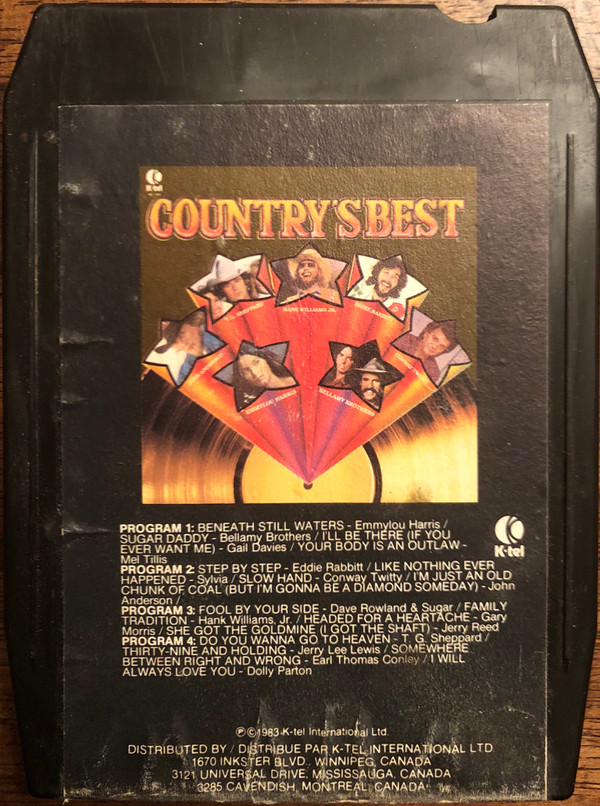 K-tel
COUNTRY'S BEST
T.G. SHEPPARD
HANK WILLIAMS JR.
EDDIE RABBITT
EMMYLOU HARRIS
BELLAMY BROTHERS
PROGRAM 1: BENEATH STILL WATERS - Emmylou Harris /
SUGAR DADDY - Bellamy Brothers / I'LL BE THERE (IF YOU
EVER WANT ME) - Gail Davies / YOUR BODY IS AN OUTLAW -
Mel Tillis
PROGRAM 2: STEP BY STEP - Eddie Rabbitt / LIKE NOTHING EVER
HAPPENED - Sylvia / SLOW HAND - Conway Twitty / I'M JUST AN OLD
CHUNK OF COAL (BUT I'M GONNA BE A DIAMOND SOMEDAY) - John
Anderson /
PROGRAM 3: FOOL BY YOUR SIDE - Dave Rowland & Sugar / FAMILY
TRADITION - Hank Williams, Jr. / HEADED FOR A HEARTACHE - Gary
Morris / SHE GOT THE GOLDMINE (I GOT THE SHAFT) - Jerry Reed
PROGRAM 4: DO YOU WANNA GO TO HEAVEN - T. G. Sheppard /
THIRTY-NINE AND HOLDING - Jerry Lee Lewis / SOMEWHERE
BETWEEN RIGHT AND WRONG - Earl Thomas Conley / I WILL
ALWAYS LOVE YOU - Dolly Parton
K-tel
℗©1983 K-tel International Ltd.
DISTRIBUTED BY / DISTRIBUE PAR K-TEL INTERNATIONAL LTD.
1670 INKSTER BLVD., WINNIPEG, CANADA
3121 UNIVERSAL DRIVE, MISSISSAUGA, CANADA
3285 CAVENDISH, MONTREAL, CANADA